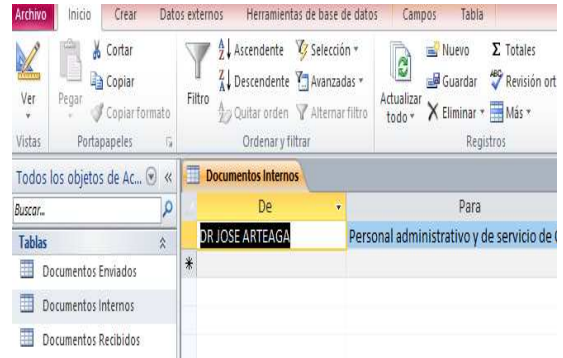 Archivo Inicio Crear Datos externos Herramientas de base de datos Campos Tabla
Ver
Vistas
Pegar
Cortar
Copiar
Copiar formato
Portapapeles
Filtro
Ascendente
Descendente
Quitar orden
Selección
Avanzadas
Alternar filtro
Ordenar y filtrar
Actualizar
todo
Nuevo
Guardar
Eliminar
Σ Totales
Revisión ort
Más
Registros
Todos los objetos de Ac... «
Buscar...
Tablas
Documentos Enviados
Documentos Internos
Documentos Recibidos
Documentos Internos
De Para
DR JOSE ARTEAGA Personal administrativo y de servicio de